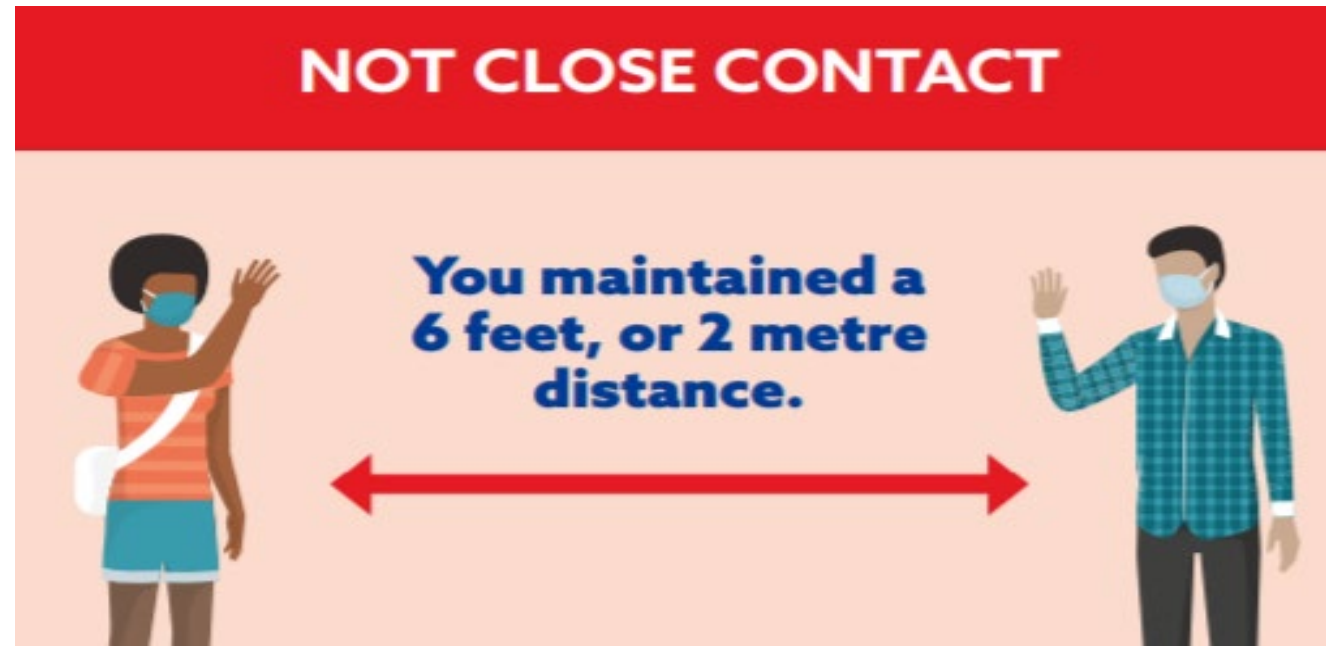 NOT CLOSE CONTACT
You maintained a
6 feet, or 2 metre
distance.